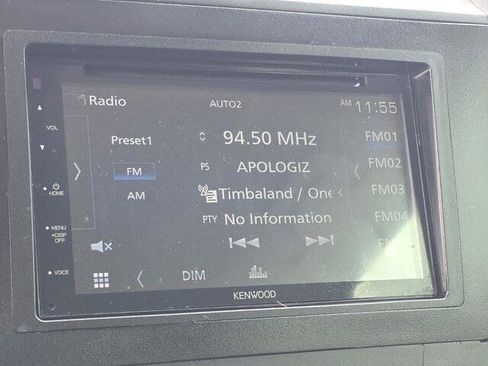 Radio AUTO2 AM 11:55
VOL
Preset1 94.50 MHz FM01
FM PS APOLOGIZ FM02
AM Timbaland / One FM03
HOME
PTY No Information FM04
MENU
•DISP OFF
VOICE
DIM
KENWOOD